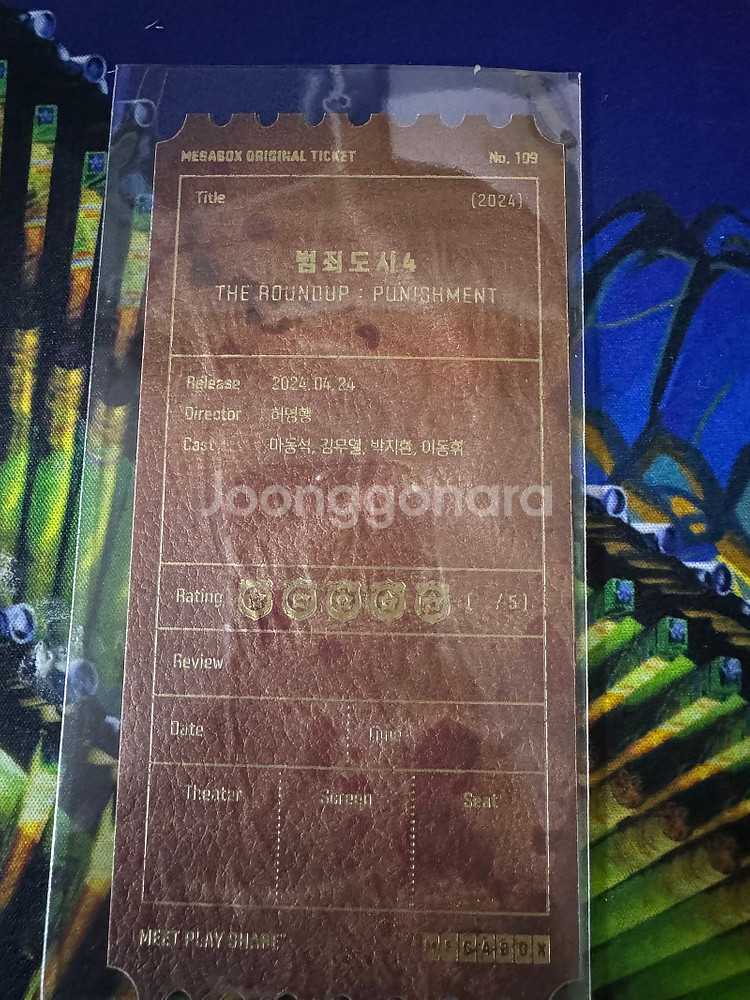 MEGABOX ORIGINAL TICKET No. 109
Title (2024)
범죄도시4
THE ROUNDUP : PUNISHMENT
Release 2024.04.24
Director 허명행
Cast 마동석, 김무열, 박지환, 이동휘
Joonggonara
Rating [ /5]
Review
Date Time
Theater Screen Seat
MEET PLAY SHARE MEGABOX